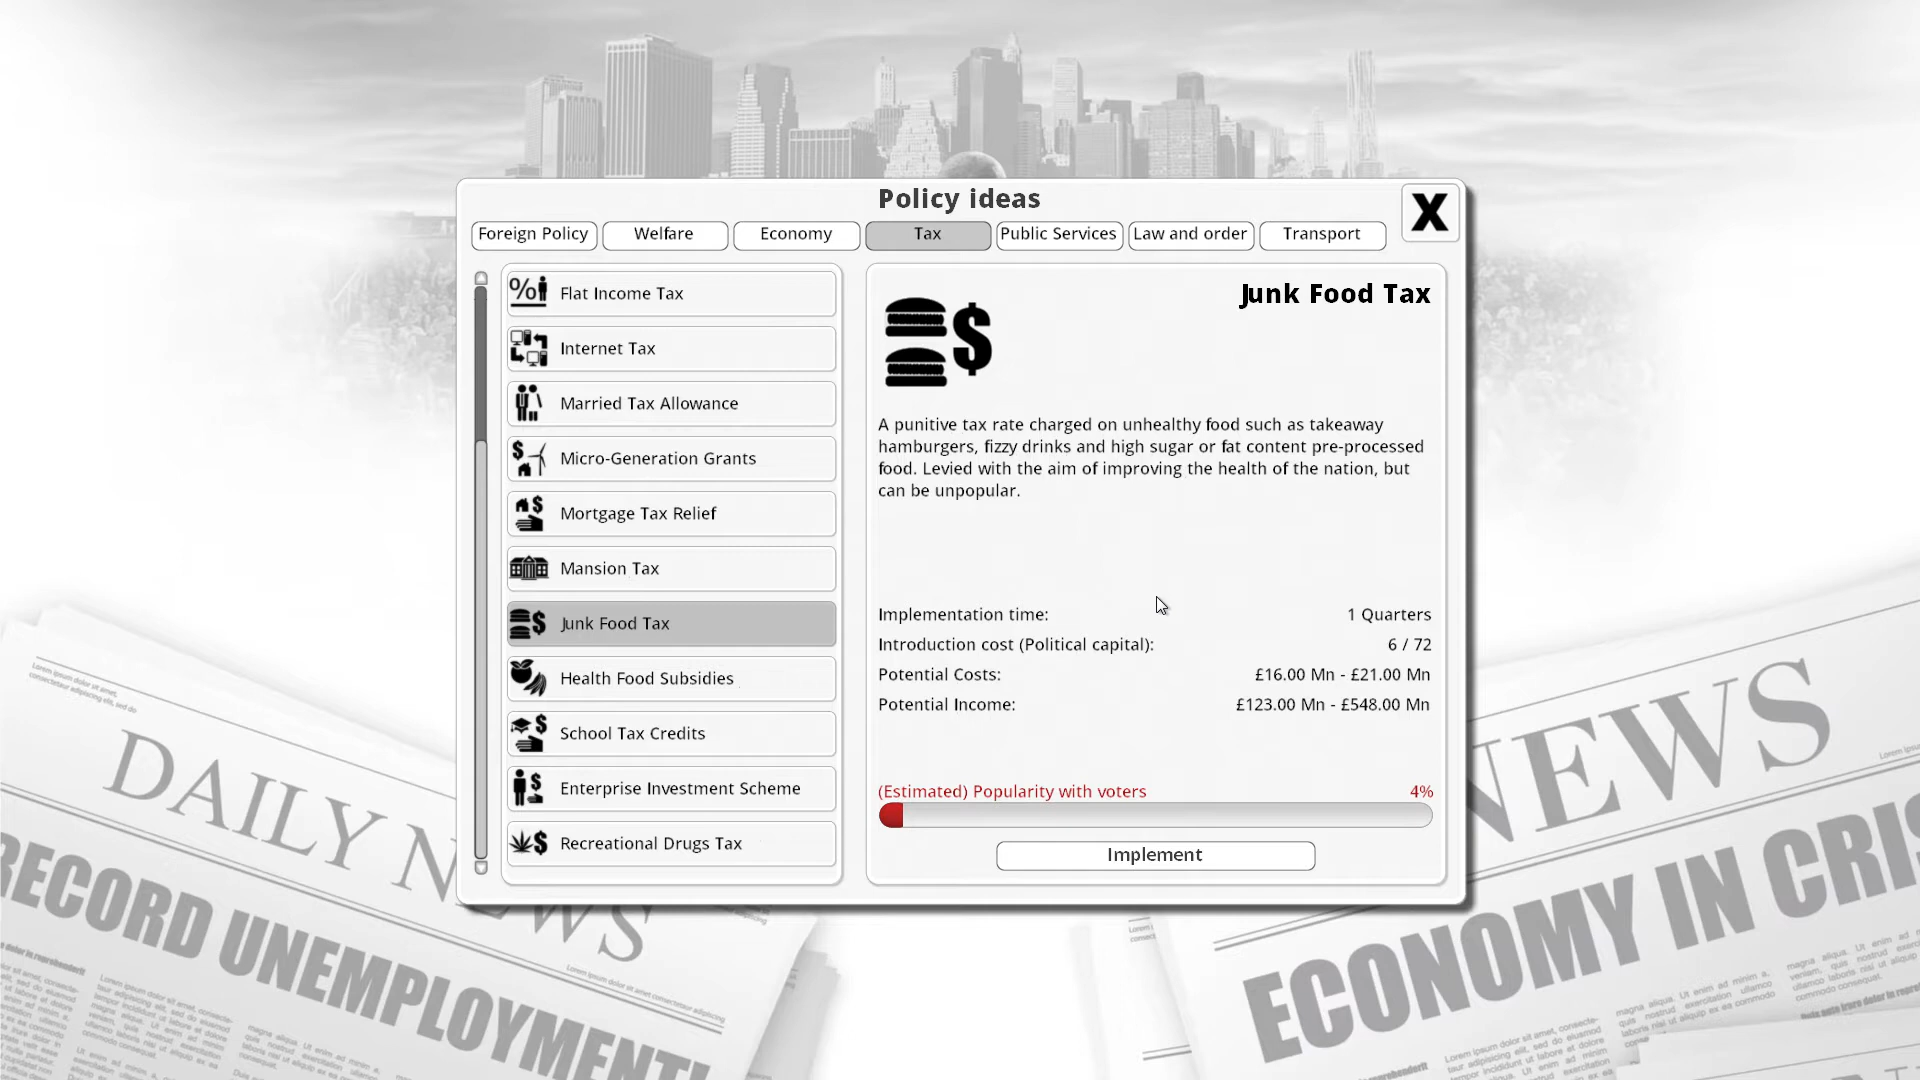 Policy ideas
X
Foreign Policy
Welfare
Economy
Tax
Public Services
Law and order
Transport
Flat Income Tax
Internet Tax
Married Tax Allowance
Micro-Generation Grants
Mortgage Tax Relief
Mansion Tax
Junk Food Tax
Health Food Subsidies
School Tax Credits
Enterprise Investment Scheme
Recreational Drugs Tax
Junk Food Tax
A punitive tax rate charged on unhealthy food such as takeaway
hamburgers, fizzy drinks and high sugar or fat content pre-processed
food. Levied with the aim of improving the health of the nation, but
can be unpopular.
Implementation time: 1 Quarters
Introduction cost (Political capital): 6 / 72
Potential Costs: £16.00 Mn - £21.00 Mn
Potential Income: £123.00 Mn - £548.00 Mn
(Estimated) Popularity with voters 4%
Implement
DAILY NEWS
RECORD UNEMPLOYMENT!
NEWS
ECONOMY IN CRIS